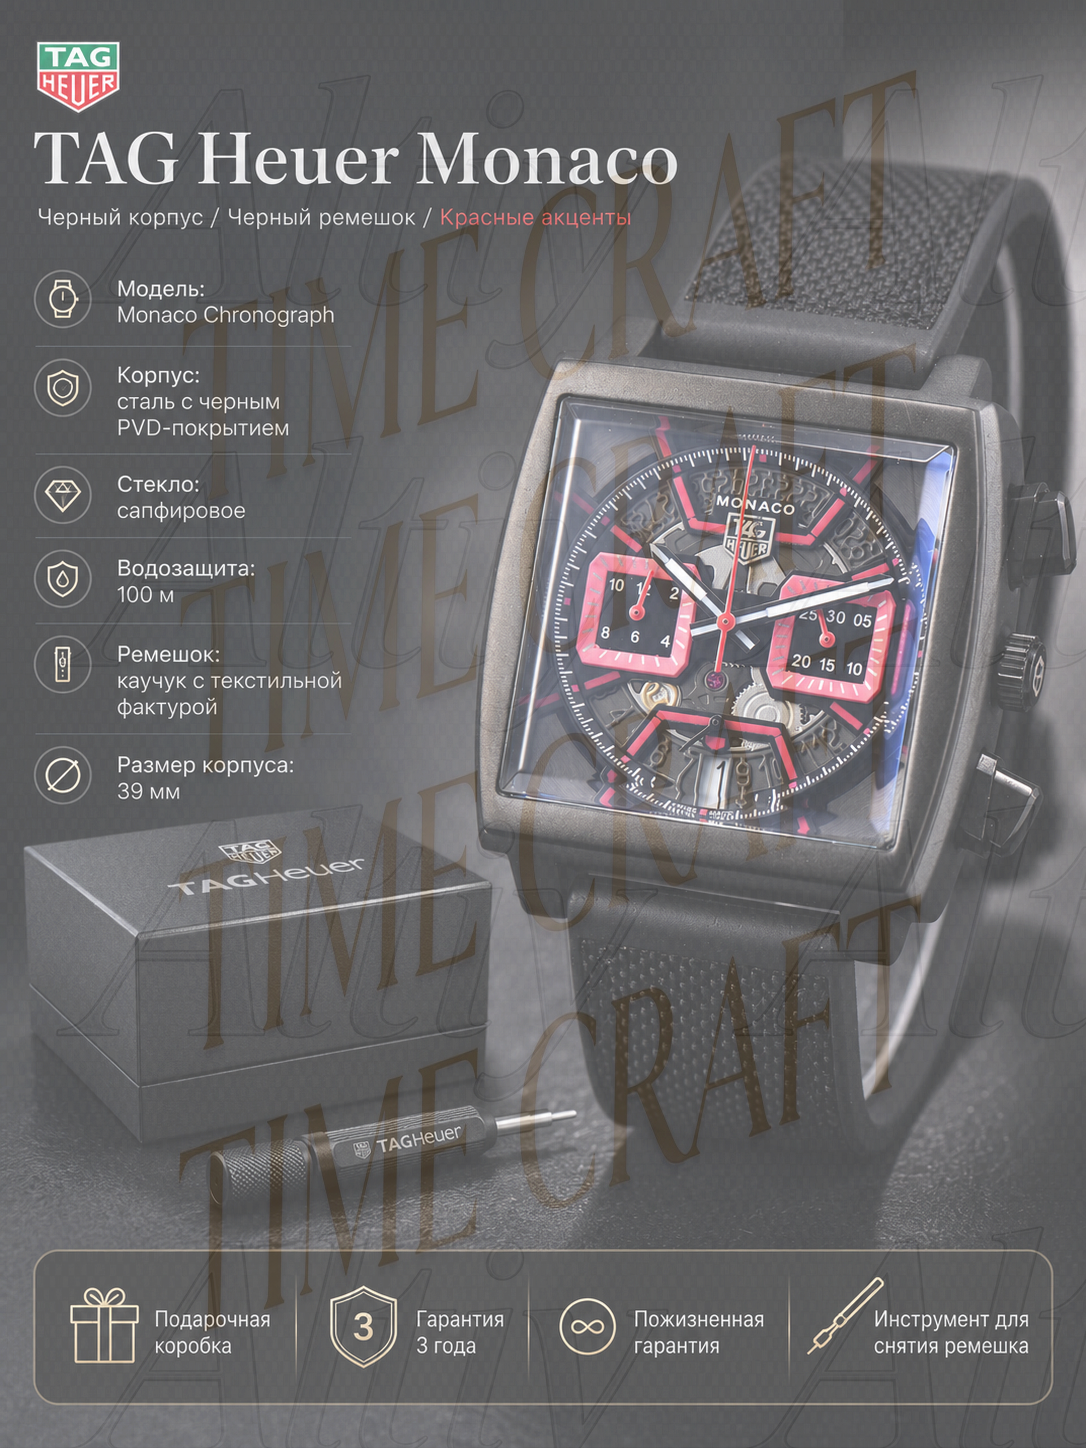 TAG
HEUER
TAG Heuer Monaco
Черный корпус / Черный ремешок / Красные акценты
Модель:
Monaco Chronograph
Корпус:
сталь с черным
PVD-покрытием
Стекло:
сапфировое
Водозащита:
100 м
Ремешок:
каучук с текстильной
фактурой
Размер корпуса:
39 мм
TIME CRAFT
TIME CRAFT
TIME CRAFT
TIME CRAFT
MONACO
TAG
HEUER
10 12 2
8 6 4
25 30 05
20 15 10
TAG
HEUER
TAGHeuer
TAGHeuer
Подарочная
коробка
3
Гарантия
3 года
Пожизненная
гарантия
Инструмент для
снятия ремешка